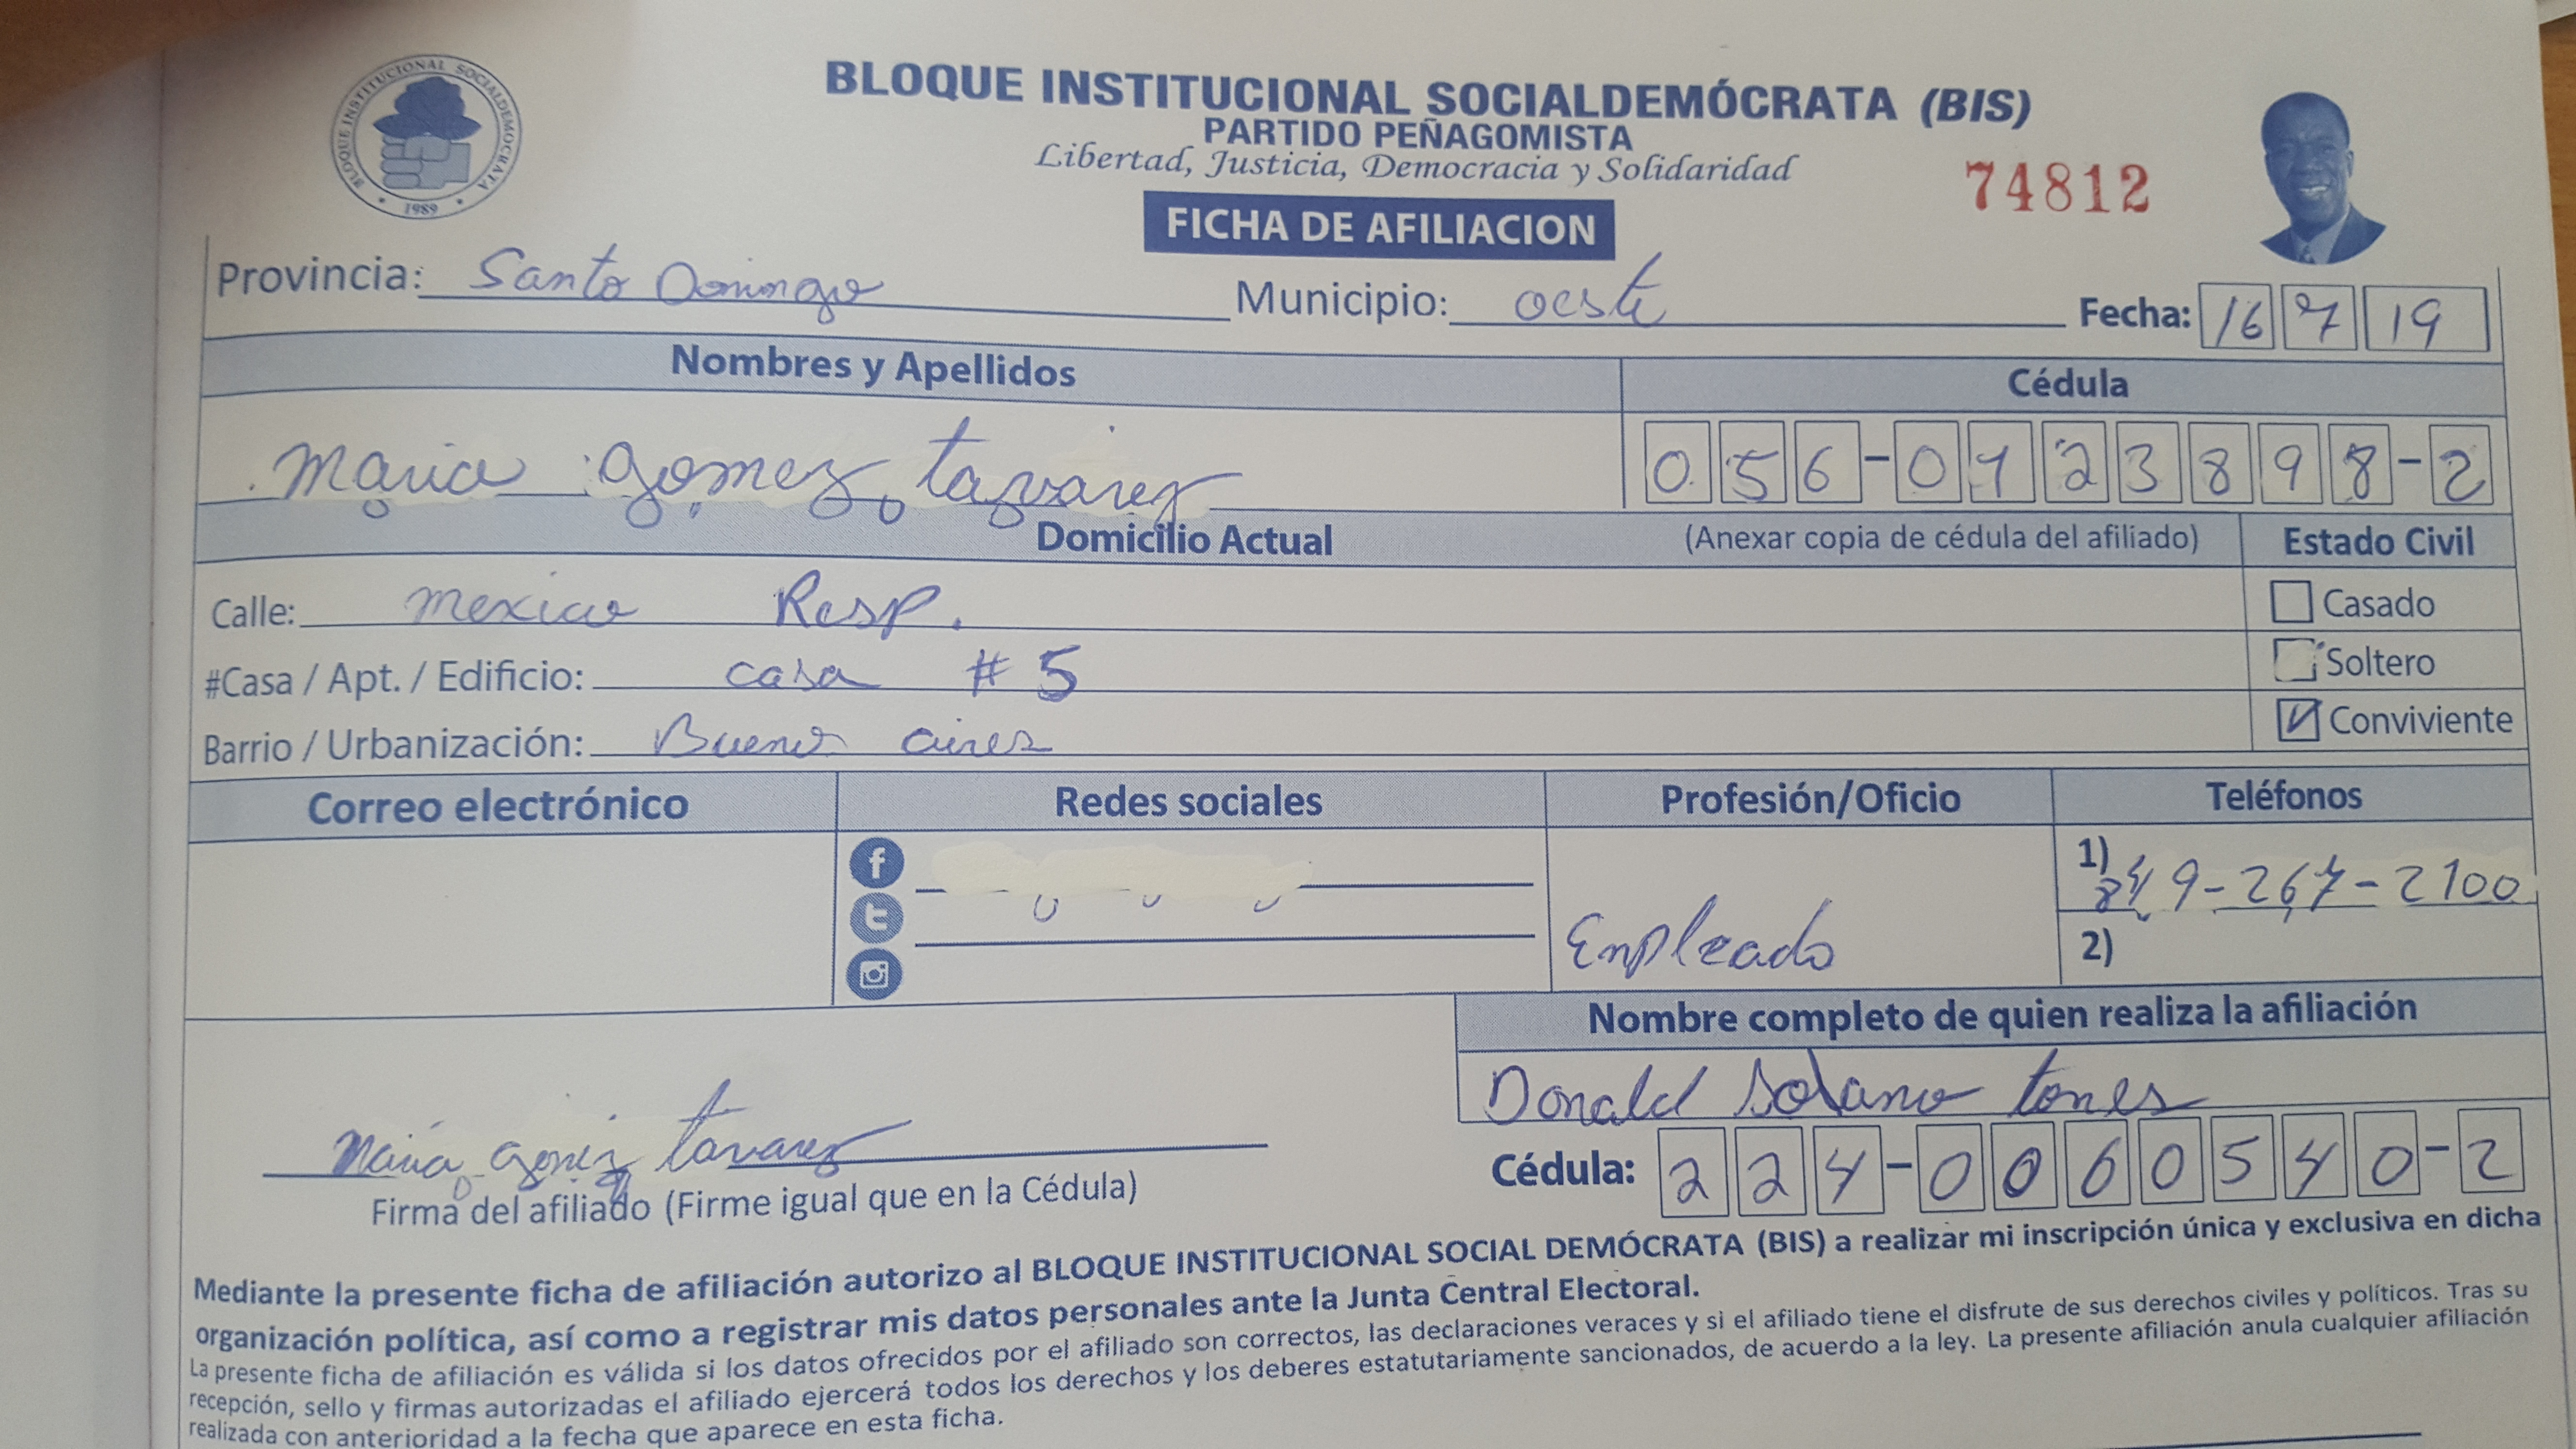 BLOQUE INSTITUCIONAL SOCIALDEMOCRATA
1989
BLOQUE INSTITUCIONAL SOCIALDEMÓCRATA (BIS)
PARTIDO PEÑAGOMISTA
Libertad, Justicia, Democracia y Solidaridad
74812
FICHA DE AFILIACION
Provincia: Santo Domingo Municipio: oeste Fecha: 16 7 19
Nombres y Apellidos Cédula
Maria gomez tavarez 056-0123898-2
Domicilio Actual (Anexar copia de cédula del afiliado) Estado Civil
Calle: mexico Resp. Casado
#Casa / Apt. / Edificio: casa # 5 Soltero
Barrio / Urbanización: Buenos aires Conviviente
Correo electrónico Redes sociales Profesión/Oficio Teléfonos
1) 849-267-2100
Empleado
2)
Nombre completo de quien realiza la afiliación
Donald Solano torres
Maria gomez tavarez
Cédula: 224-0060540-2
Firma del afiliado (Firme igual que en la Cédula)
Mediante la presente ficha de afiliación autorizo al BLOQUE INSTITUCIONAL SOCIAL DEMÓCRATA (BIS) a realizar mi inscripción única y exclusiva en dicha
organización política, así como a registrar mis datos personales ante la Junta Central Electoral.
La presente ficha de afiliación es válida si los datos ofrecidos por el afiliado son correctos, las declaraciones veraces y si el afiliado tiene el disfrute de sus derechos civiles y políticos. Tras su
recepción, sello y firmas autorizadas el afiliado ejercerá todos los derechos y los deberes estatutariamente sancionados, de acuerdo a la ley. La presente afiliación anula cualquier afiliación
realizada con anterioridad a la fecha que aparece en esta ficha.